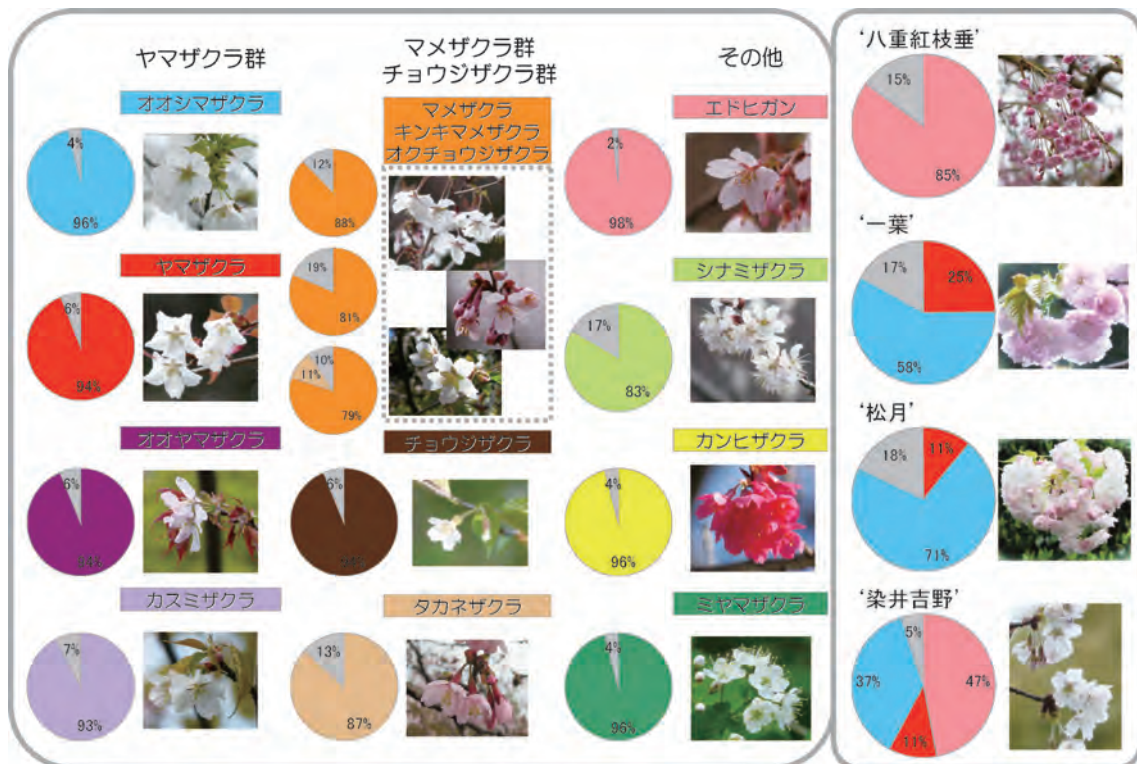 ヤマザクラ群
マメザクラ群
チョウジザクラ群
その他
オオシマザクラ
4%
96%
ヤマザクラ
6%
94%
オオヤマザクラ
6%
94%
カスミザクラ
7%
93%
マメザクラ
キンキマメザクラ
オクチョウジザクラ
12%
88%
19%
81%
10%
11%
79%
チョウジザクラ
6%
94%
タカネザクラ
13%
87%
エドヒガン
2%
98%
シナミザクラ
17%
83%
カンヒザクラ
4%
96%
ミヤマザクラ
4%
96%
‘八重紅枝垂’
15%
85%
‘一葉’
17%
25%
58%
‘松月’
18%
11%
71%
‘染井吉野’
5%
37%
47%
11%